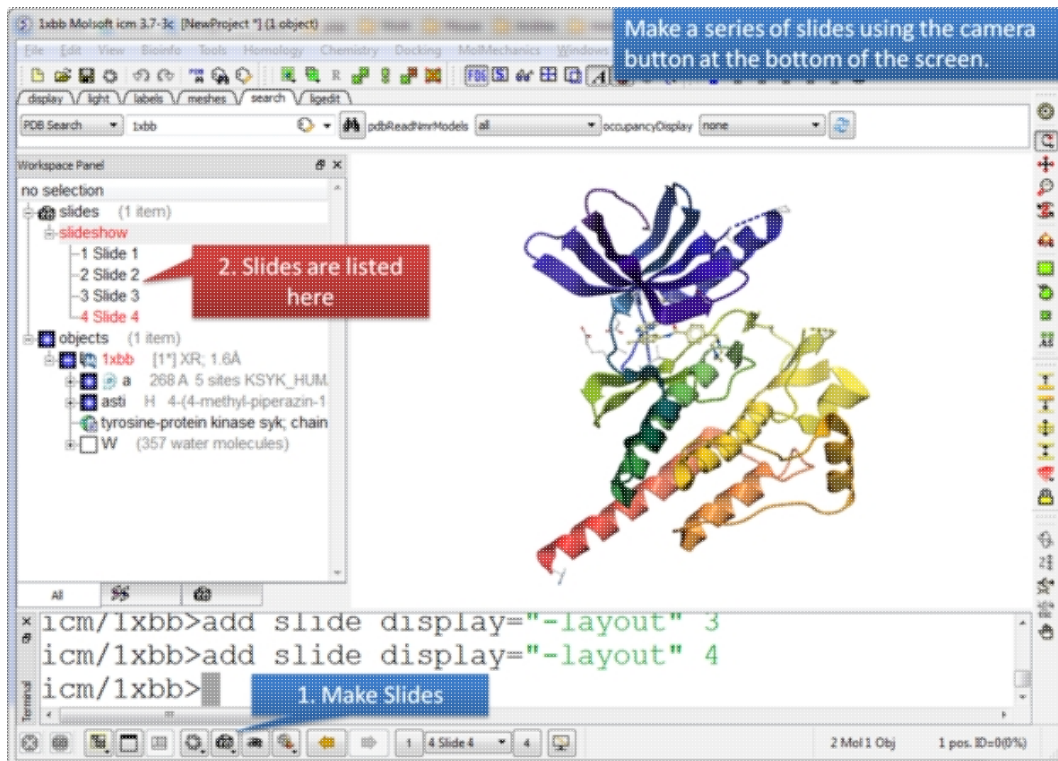 1xbb Molsoft icm 3.7-3c [NewProject *] (1 object)
Make a series of slides using the camera
button at the bottom of the screen.
File Edit View Bioinfo Tools Homology Chemistry Docking MolMechanics Windows
display light labels meshes search ligedit
PDB Search 1xbb pdbReadNmrModels all occupancyDisplay none
Workspace Panel
no selection
slides (1 item)
slideshow
1 Slide 1
2 Slide 2
3 Slide 3
4 Slide 4
2. Slides are listed
here
objects (1 item)
1xbb [1*] XR; 1.6Å
a 268 A 5 sites KSYK_HUM
asti H 4-(4-methyl-piperazin-1
tyrosine-protein kinase syk; chain
W (357 water molecules)
All
icm/1xbb>add slide display="-layout" 3
icm/1xbb>add slide display="-layout" 4
icm/1xbb>
Terminal
1. Make Slides
1 4 Slide 4 4 2 Mol 1 Obj 1 pos. ID=0(0%)